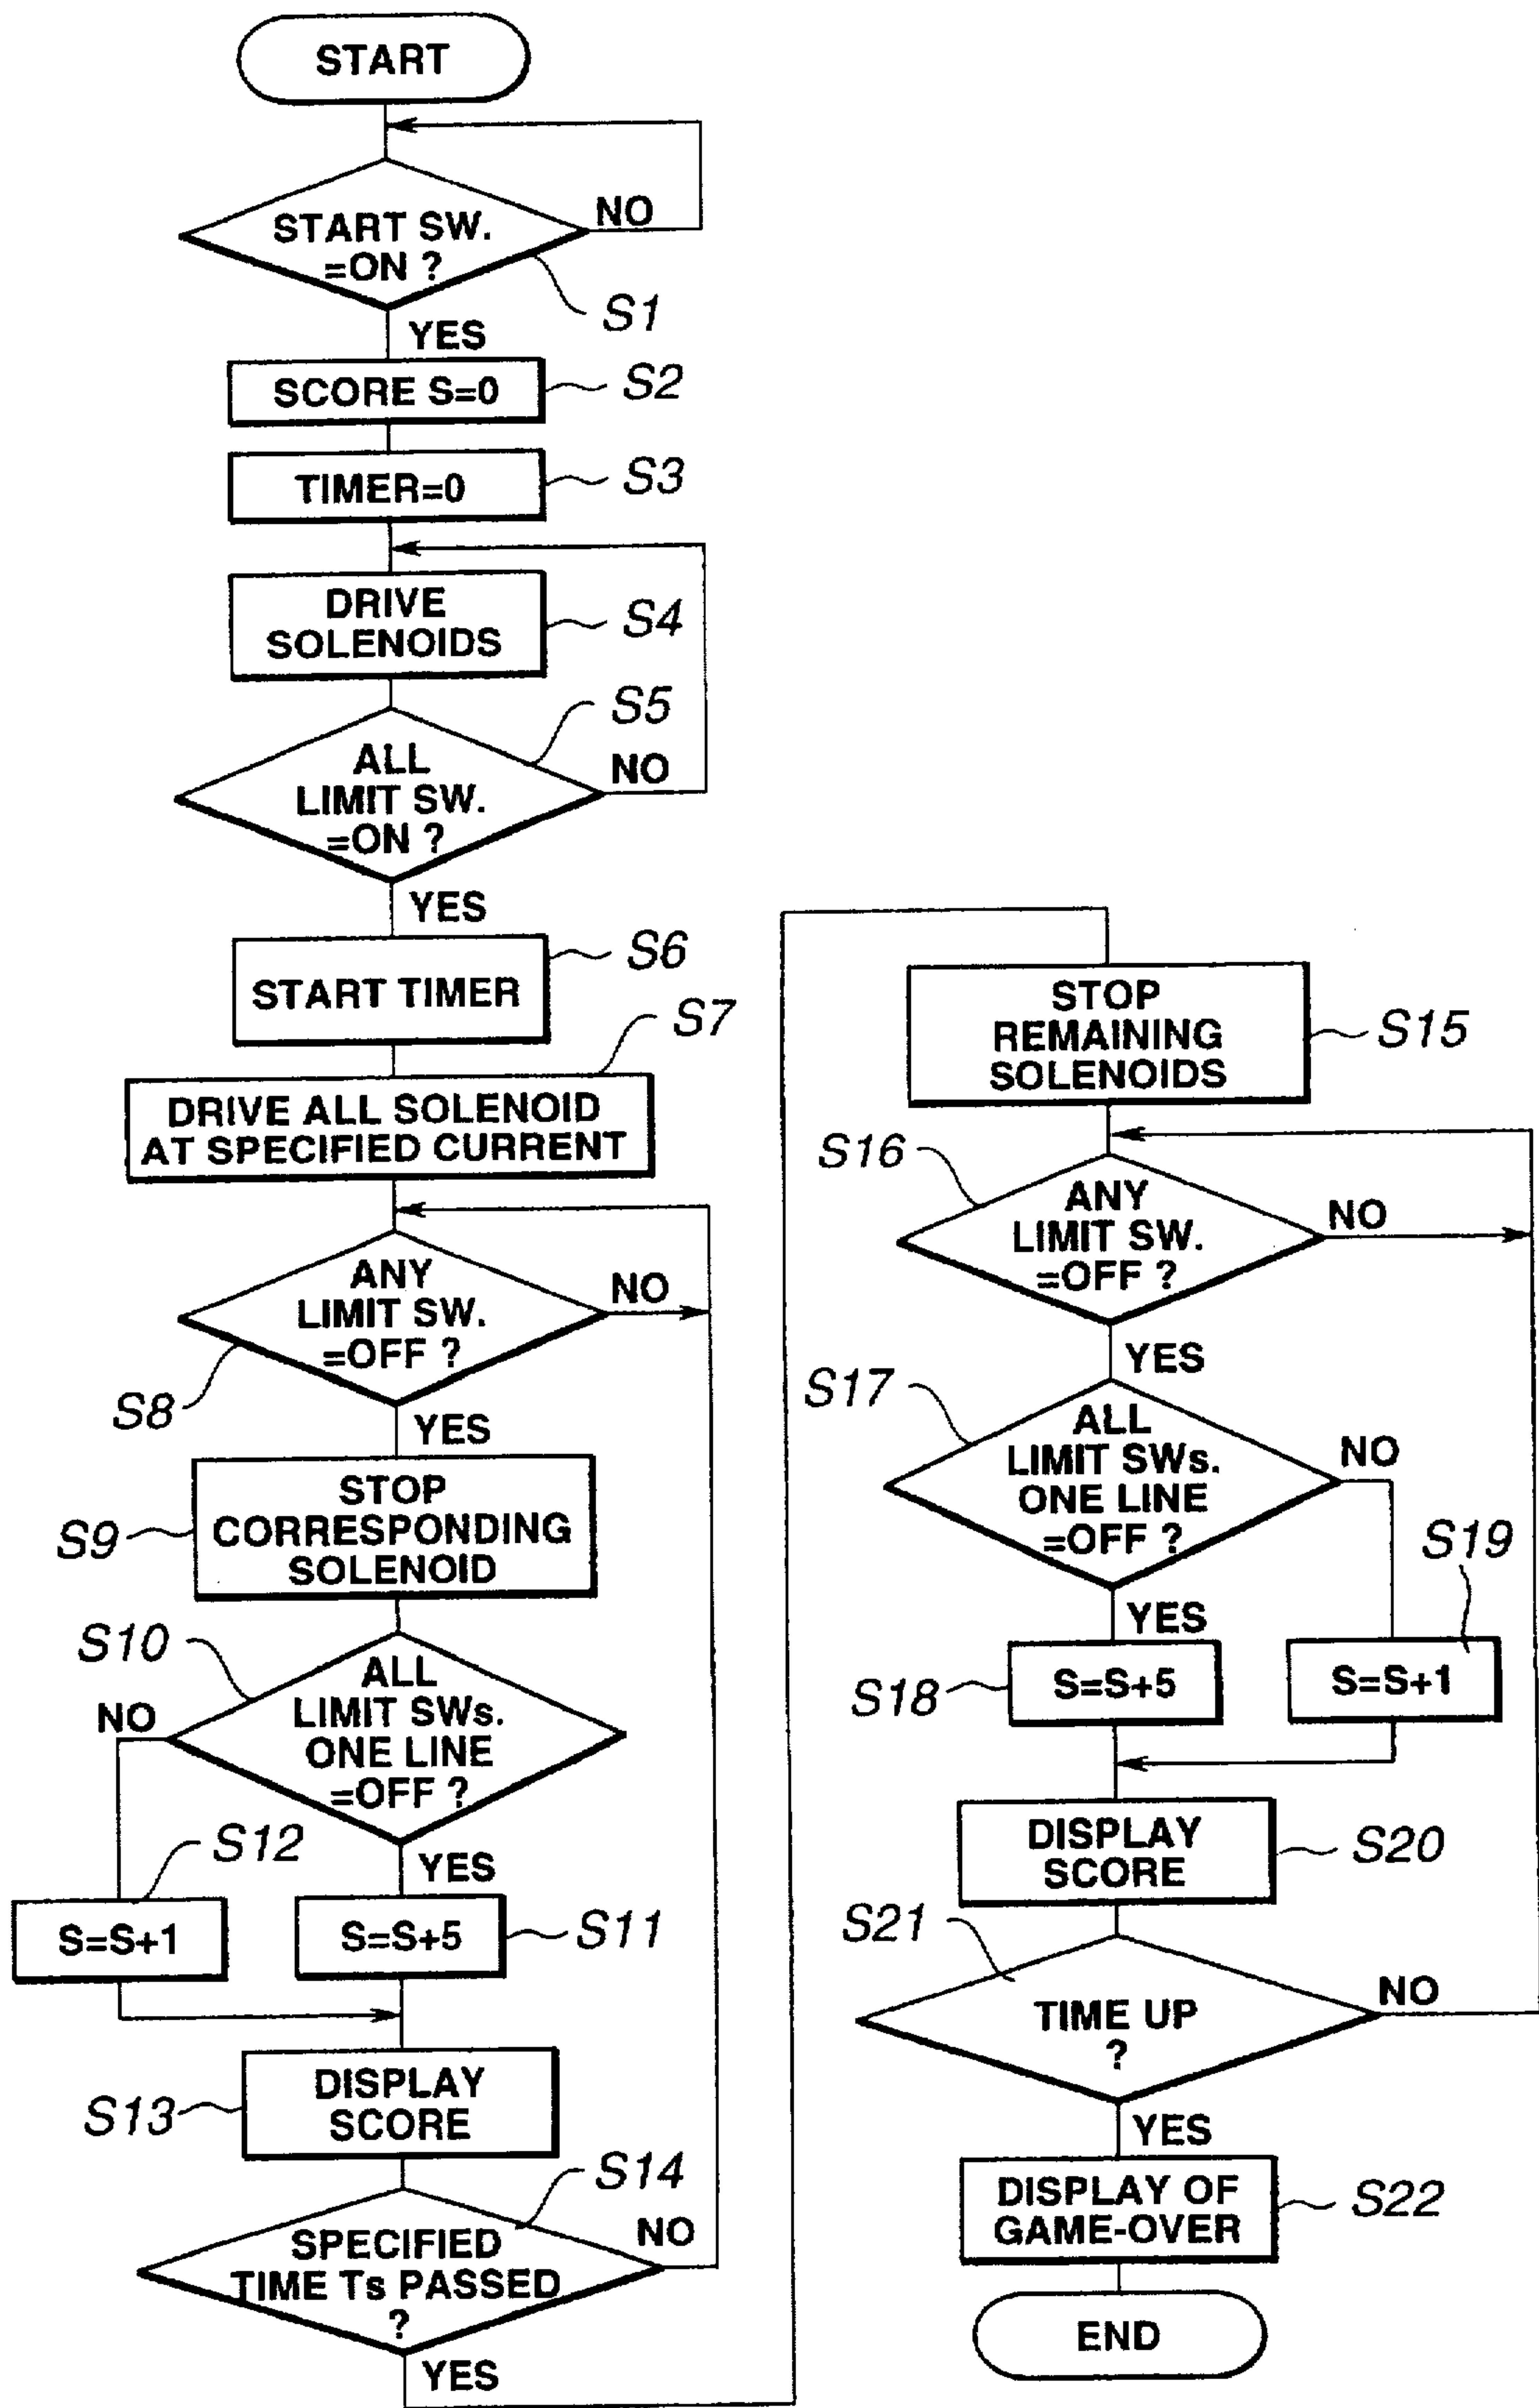 START
START SW.
=ON ?
NO
S1
YES
SCORE S=0
S2
TIMER=0
S3
DRIVE
SOLENOIDS
S4
S5
ALL
LIMIT SW.
=ON ?
NO
YES
START TIMER
S6
S7
DRIVE ALL SOLENOID
AT SPECIFIED CURRENT
ANY
LIMIT SW.
=OFF ?
NO
S8
YES
STOP
CORRESPONDING
SOLENOID
S9
S10
ALL
LIMIT SWs.
ONE LINE
=OFF ?
NO
YES
S12
S=S+1
S=S+5
S11
DISPLAY
SCORE
S13
S14
SPECIFIED
TIME Ts PASSED
?
NO
YES
STOP
REMAINING
SOLENOIDS
S15
S16
ANY
LIMIT SW.
=OFF ?
NO
YES
S17
ALL
LIMIT SWs.
ONE LINE
=OFF ?
NO
S19
YES
S18
S=S+5
S=S+1
DISPLAY
SCORE
S20
S21
TIME UP
?
NO
YES
DISPLAY OF
GAME-OVER
S22
END